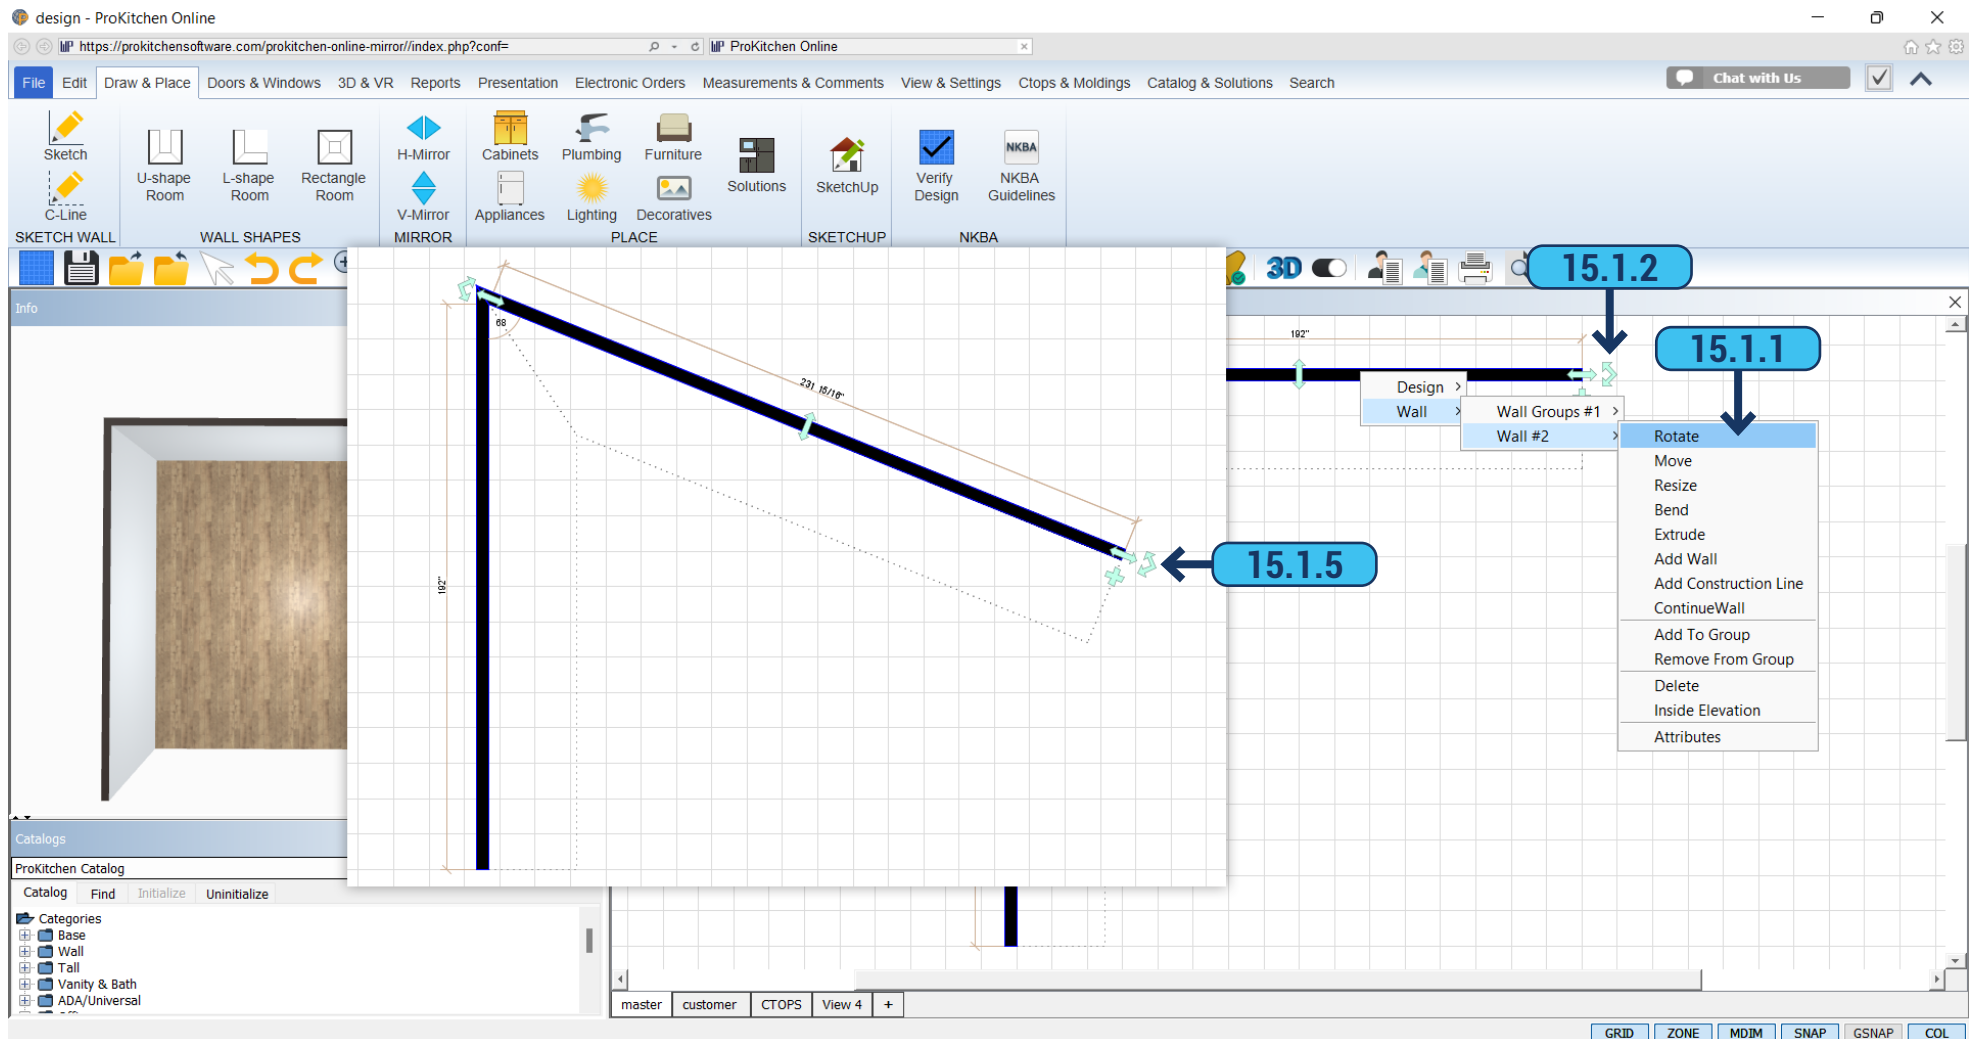 design - ProKitchen Online
https://prokitchensoftware.com/prokitchen-online-mirror//index.php?conf=
ProKitchen Online
File Edit Draw & Place Doors & Windows 3D & VR Reports Presentation Electronic Orders Measurements & Comments View & Settings Ctops & Moldings Catalog & Solutions Search
Chat with Us
Sketch
C-Line
SKETCH WALL
U-shape Room
L-shape Room
Rectangle Room
WALL SHAPES
H-Mirror
V-Mirror
MIRROR
Cabinets
Plumbing
Furniture
Appliances
Lighting
Decoratives
Solutions
PLACE
SketchUp
SKETCHUP
Verify Design
NKBA
NKBA Guidelines
NKBA
3D
15.1.2
15.1.1
15.1.5
Info
68
231 15/16"
192"
192"
Design
Wall
Wall Groups #1
Wall #2
Rotate
Move
Resize
Bend
Extrude
Add Wall
Add Construction Line
ContinueWall
Add To Group
Remove From Group
Delete
Inside Elevation
Attributes
Catalogs
ProKitchen Catalog
Catalog Find Initialize Uninitialize
Categories
Base
Wall
Tall
Vanity & Bath
ADA/Universal
master customer CTOPS View 4 +
GRID ZONE MDIM SNAP GSNAP COL